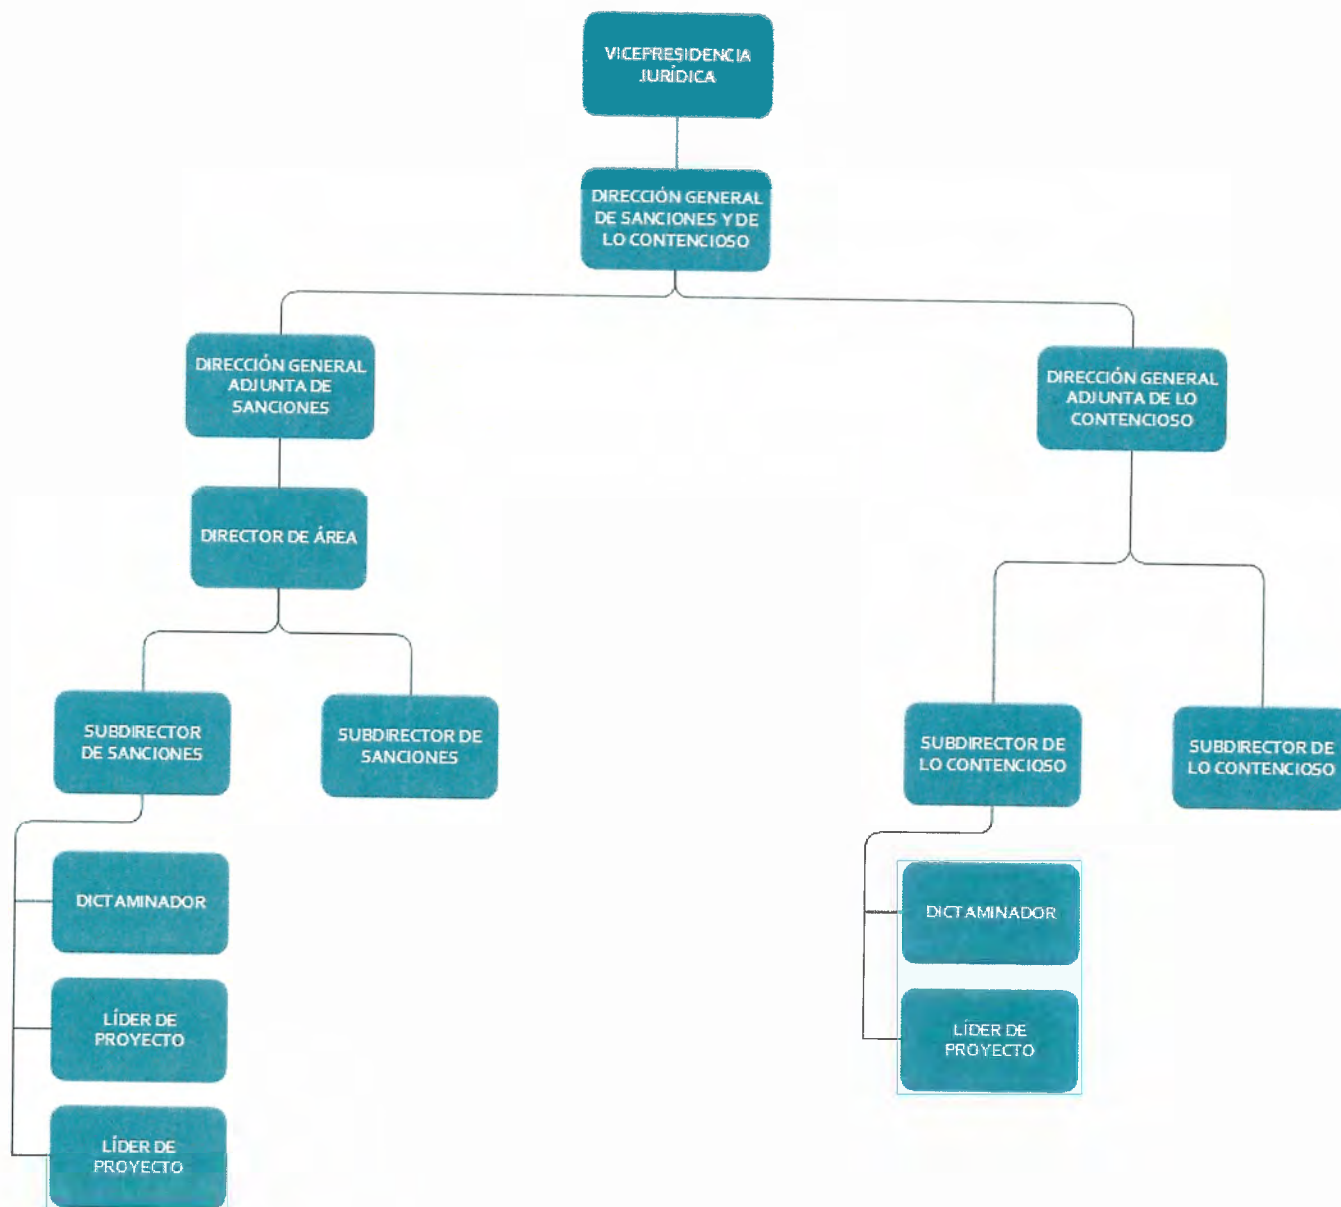 VICEPRESIDENCIA
JURÍDICA
DIRECCIÓN GENERAL
DE SANCIONES Y DE
LO CONTENCIOSO
DIRECCIÓN GENERAL
ADJUNTA DE
SANCIONES
DIRECCIÓN GENERAL
ADJUNTA DE LO
CONTENCIOSO
DIRECTOR DE ÁREA
SUBDIRECTOR
DE SANCIONES
SUBDIRECTOR DE
SANCIONES
SUBDIRECTOR DE
LO CONTENCIOSO
SUBDIRECTOR DE
LO CONTENCIOSO
DICTAMINADOR
LÍDER DE
PROYECTO
LÍDER DE
PROYECTO
DICTAMINADOR
LÍDER DE
PROYECTO